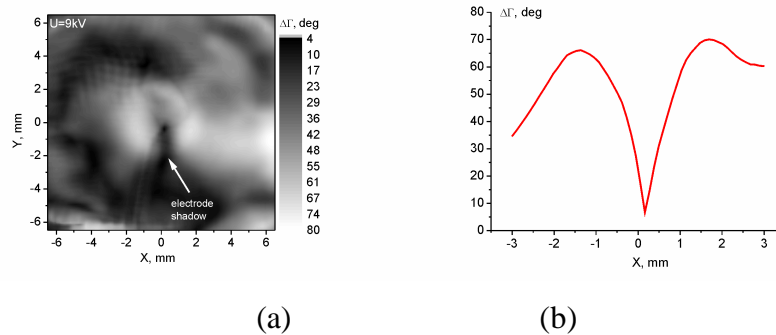 U=9kV
ΔΓ, deg
4
10
17
23
29
36
42
48
55
61
67
74
80
6
4
2
0
-2
-4
-6
Y, mm
electrode
shadow
-6 -4 -2 0 2 4 6
X, mm
(a)
ΔΓ, deg
80
70
60
50
40
30
20
10
0
-3 -2 -1 0 1 2 3
X, mm
(b)